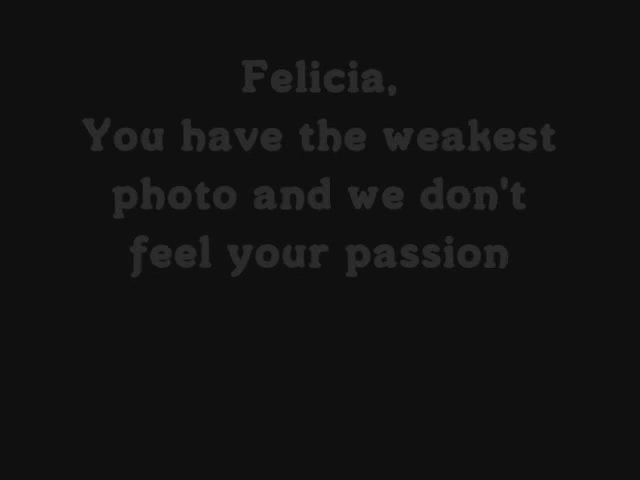 Felicia,
You have the weakest
photo and we don't
feel your passion